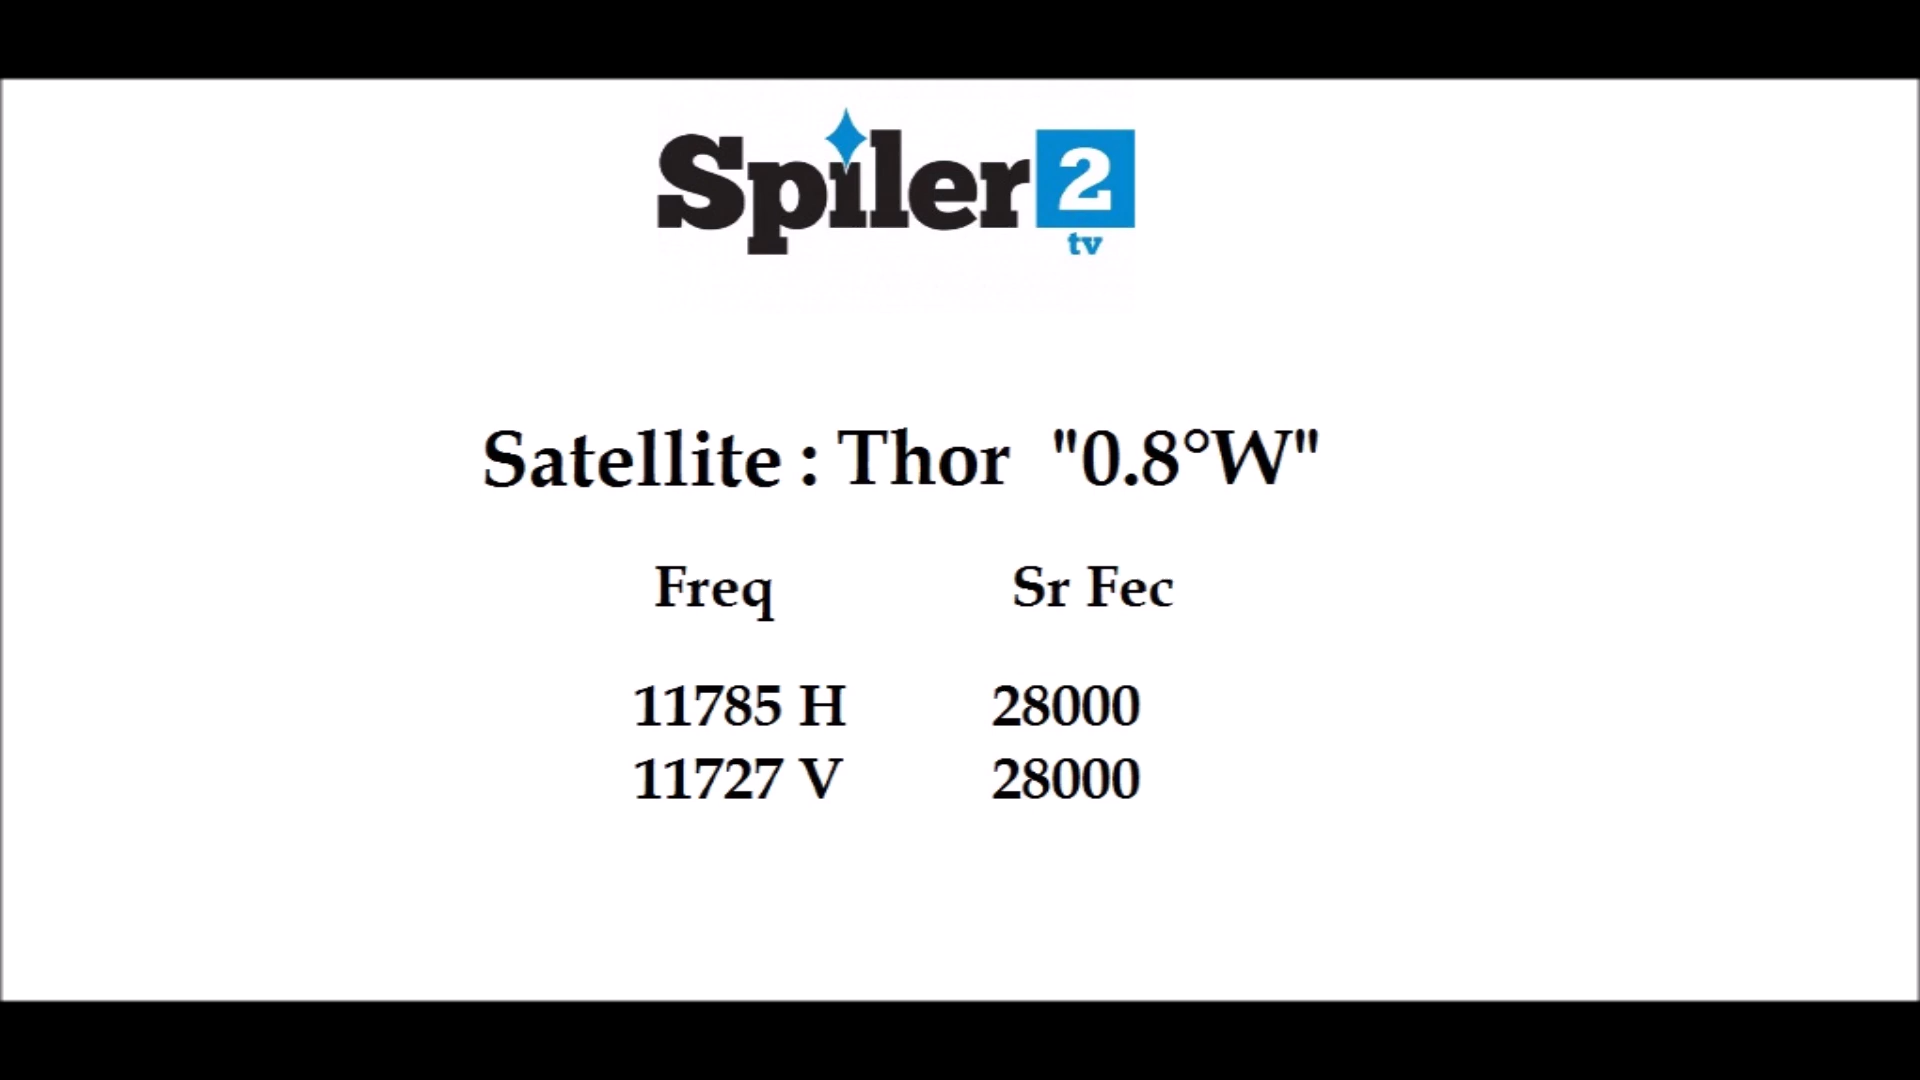 Spiler 2
tv
Satellite : Thor "0.8°W"
Freq Sr Fec
11785 H 28000
11727 V 28000